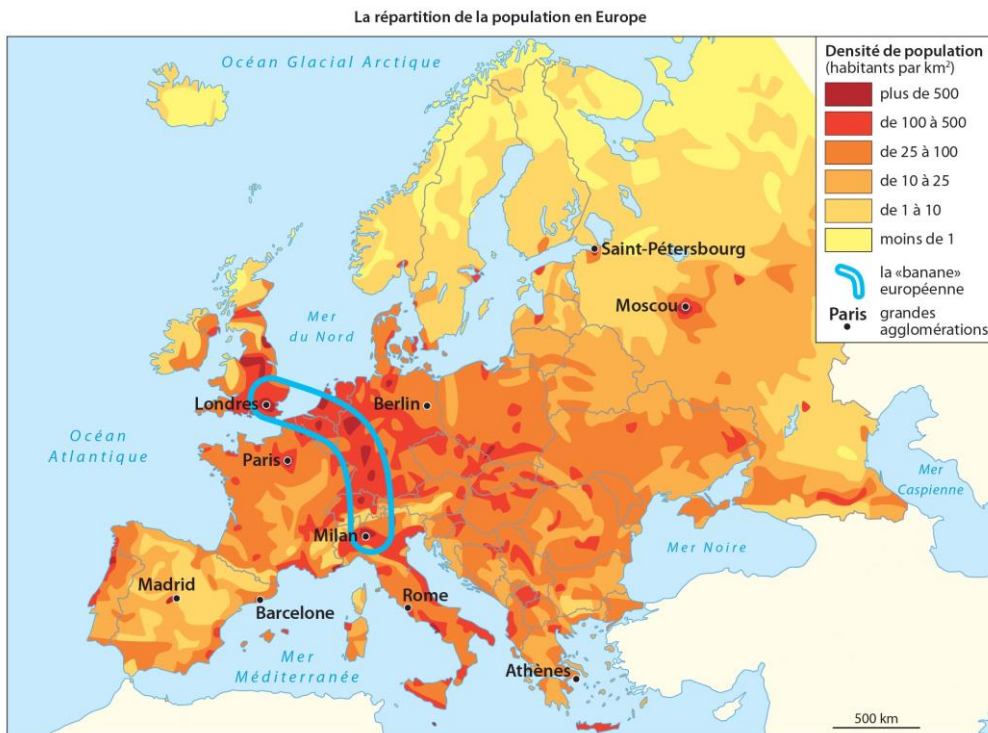 La répartition de la population en Europe
Océan Glacial Arctique
Densité de population
(habitants par km²)
plus de 500
de 100 à 500
de 25 à 100
de 10 à 25
de 1 à 10
moins de 1
la «banane»
européenne
Paris
grandes
agglomérations
Saint-Pétersbourg
Moscou
Mer
du Nord
Londres
Berlin
Océan
Atlantique
Paris
Mer
Caspienne
Milan
Mer Noire
Madrid
Rome
Barcelone
Mer
Méditerranée
Athènes
500 km